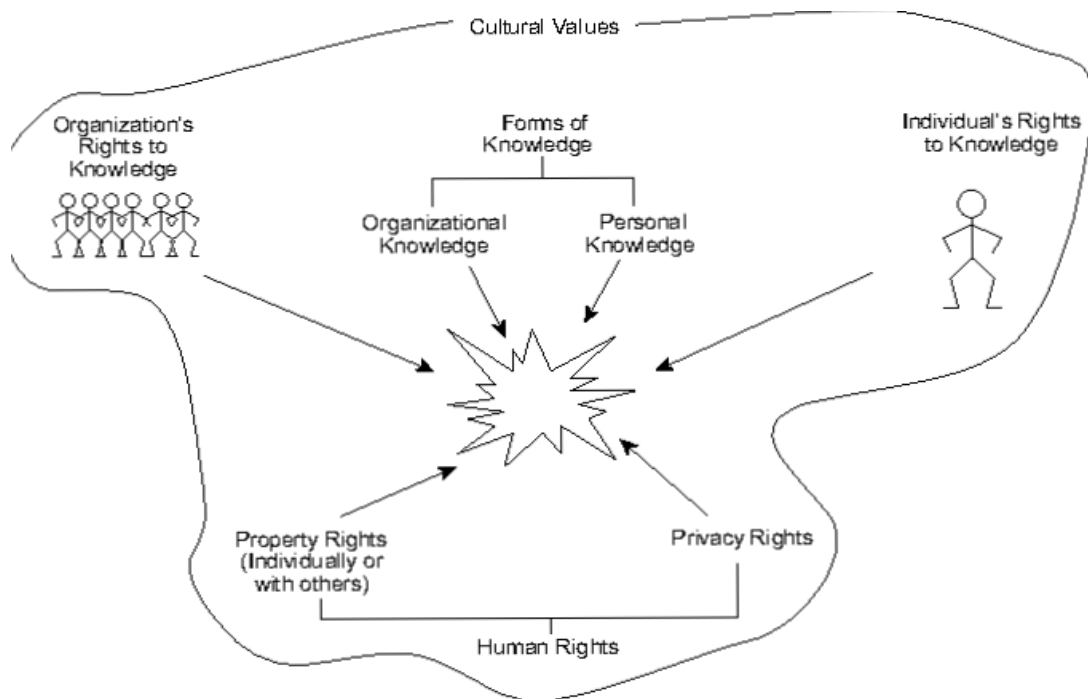 Cultural Values
Organization's
Rights to
Knowledge
Forms of
Knowledge
Individual's Rights
to Knowledge
Organizational
Knowledge
Personal
Knowledge
Property Rights
(Individually or
with others)
Privacy Rights
Human Rights